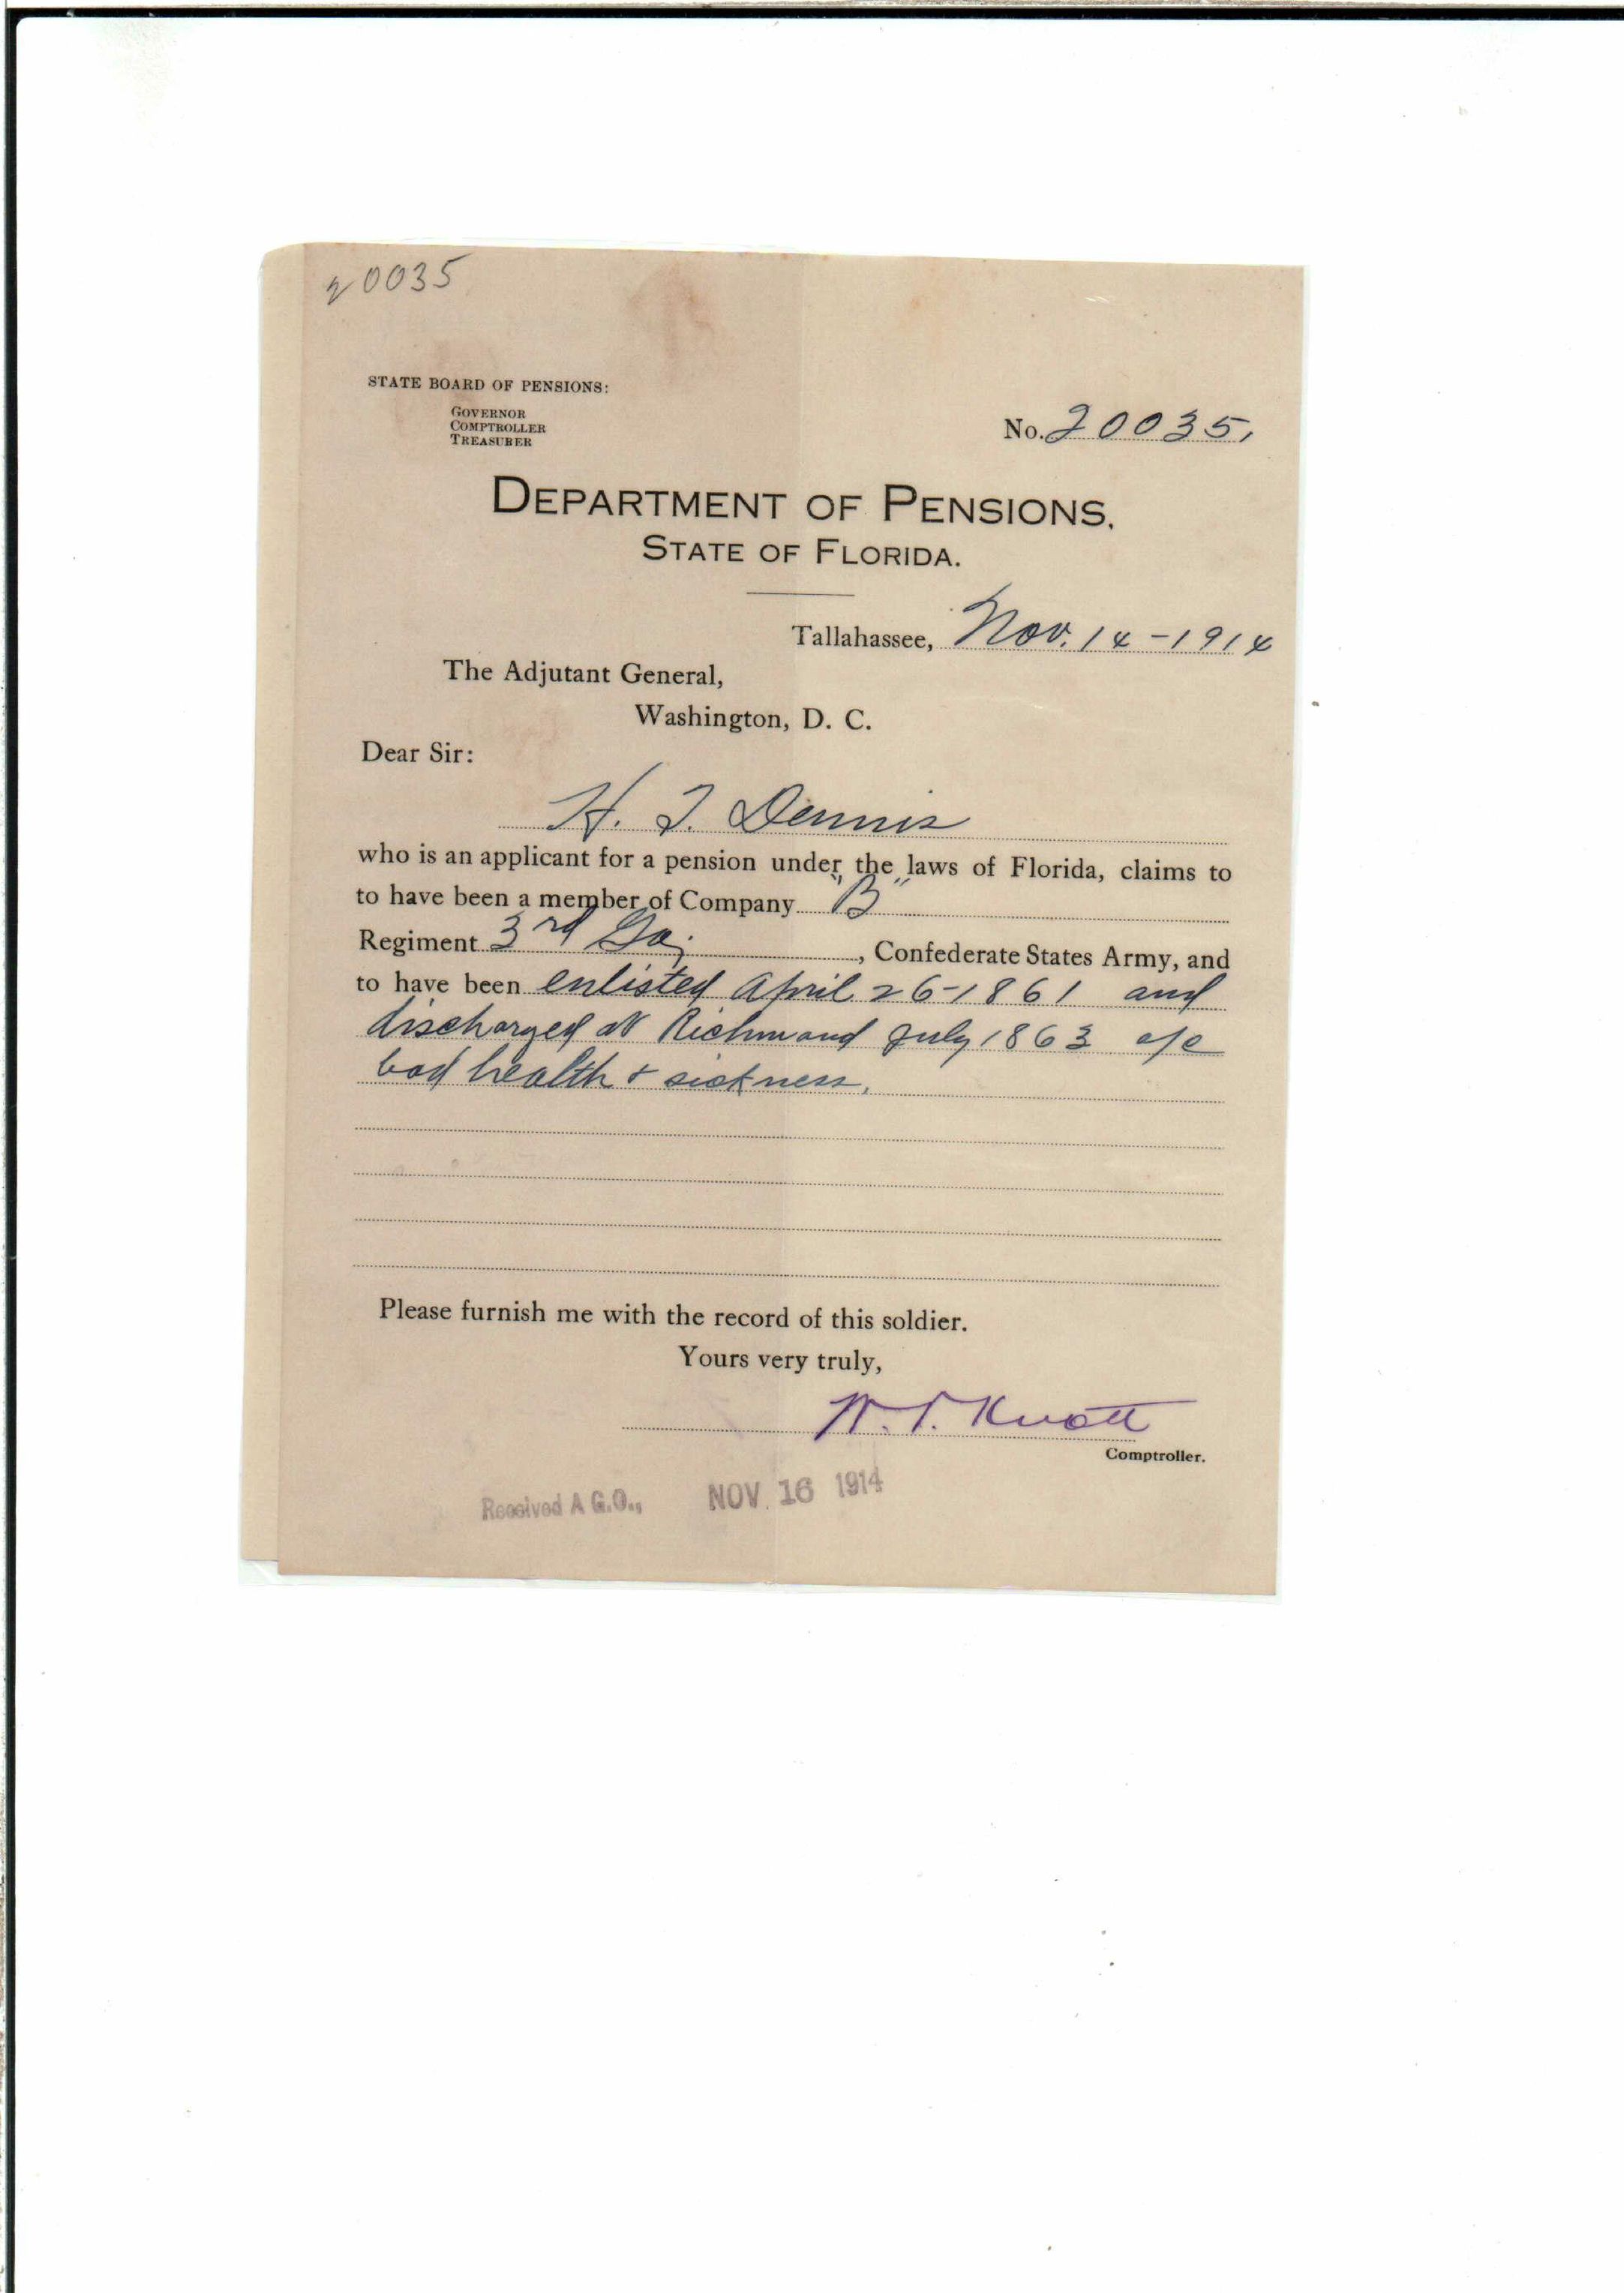 20035
STATE BOARD OF PENSIONS:
GOVERNOR
COMPTROLLER
TREASURER
No. 20035.
DEPARTMENT OF PENSIONS.
STATE OF FLORIDA.
Tallahassee, Nov. 14-1914
The Adjutant General,
Washington, D. C.
Dear Sir:
H. T. Dennis
who is an applicant for a pension under the laws of Florida, claims to
to have been a member of Company "B"
Regiment 3rd Ga. , Confederate States Army, and
to have been enlisted April 26-1861 and
discharged at Richmond July 1863 a/c
bad health & sickness.
Please furnish me with the record of this soldier.
Yours very truly,
W. V. Knott
Comptroller.
Received A.G.O., NOV. 16 1914